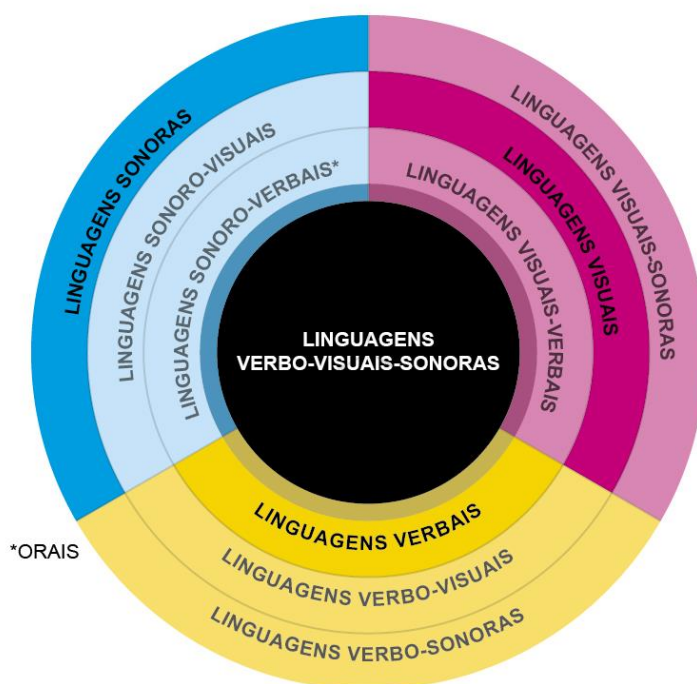 LINGUAGENS SONORAS
LINGUAGENS SONORO-VISUAIS
LINGUAGENS SONORO-VERBAIS*
LINGUAGENS VISUAIS-SONORAS
LINGUAGENS VISUAIS
LINGUAGENS VISUAIS-VERBAIS
LINGUAGENS
VERBO-VISUAIS-SONORAS
LINGUAGENS VERBAIS
LINGUAGENS VERBO-VISUAIS
LINGUAGENS VERBO-SONORAS
*ORAIS